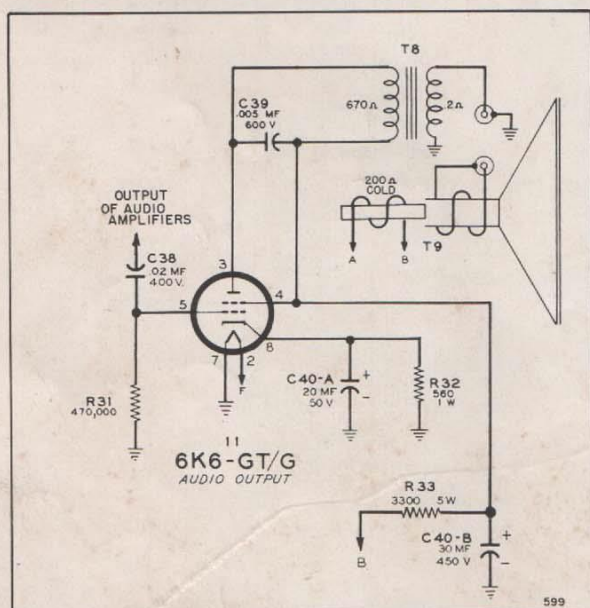 T8
C39
.005 MF
600 V
670Ω
2Ω
OUTPUT
OF AUDIO
AMPLIFIERS
200Ω
COLD
A
B
T9
C38
.02 MF
400 V.
3
5
4
8
7
2
F
R31
470,000
C40-A
20 MF
50 V
+
-
R32
560
1 W
11
6K6-GT/G
AUDIO OUTPUT
R33
3300 5W
B
C40-B
30 MF
450 V
+
-
599